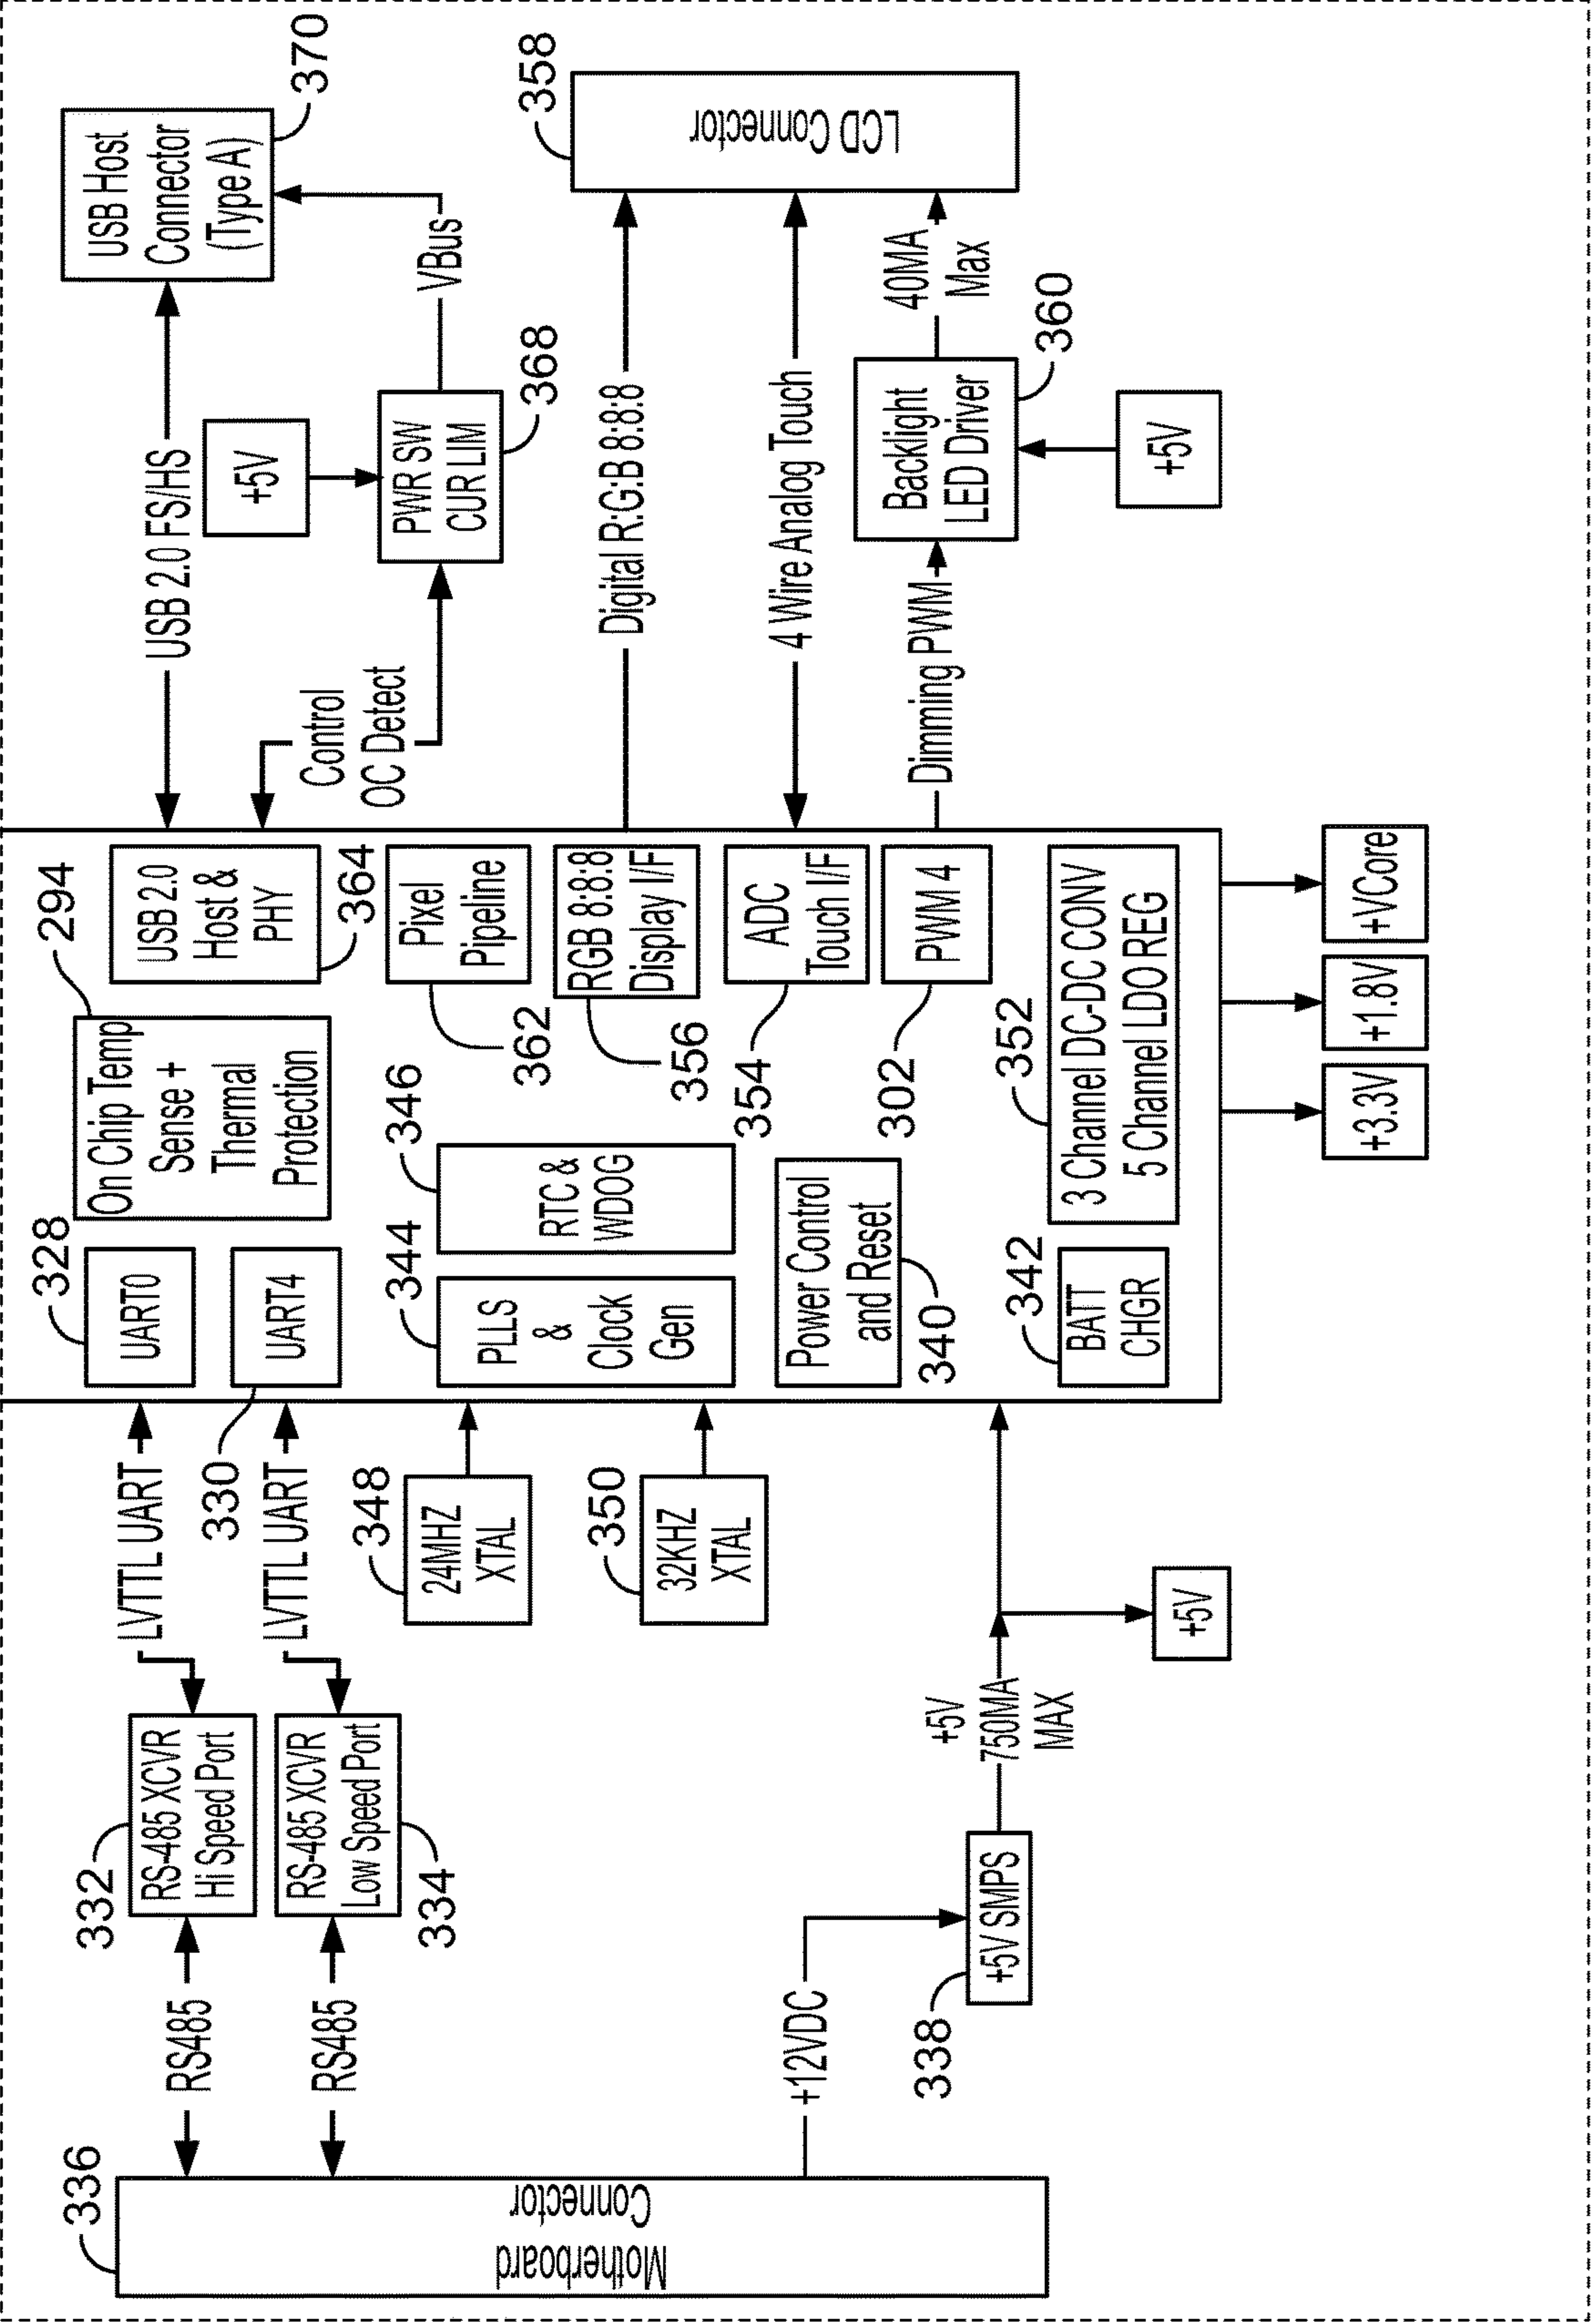 336
Motherboard
Connector
RS485
RS485
332
RS-485 XCVR
Hi Speed Port
RS-485 XCVR
Low Speed Port
334
LVTTL UART
LVTTL UART
+12VDC
338
+5V SMPS
+5V
750MA
MAX
+5V
348
24MHZ
XTAL
350
32KHZ
XTAL
328
UART0
330
UART4
294
On Chip Temp
Sense +
Thermal
Protection
344
PLLS
&
Clock
Gen
346
RTC &
WDOG
Power Control
and Reset
340
342
BATT
CHGR
352
3 Channel DC-DC CONV
5 Channel LDO REG
+3.3V
+1.8V
+VCore
USB 2.0
Host &
PHY
364
Pixel
Pipeline
362
RGB 8:8:8
Display I/F
356
ADC
Touch I/F
354
PWM 4
302
USB 2.0 FS/HS
Control
OC Detect
+5V
PWR SW
CUR LIM
368
VBus
USB Host
Connector
(Type A)
370
Digital R:G:B 8:8:8
4 Wire Analog Touch
Dimming PWM
Backlight
LED Driver
360
+5V
40MA
Max
358
LCD Connector